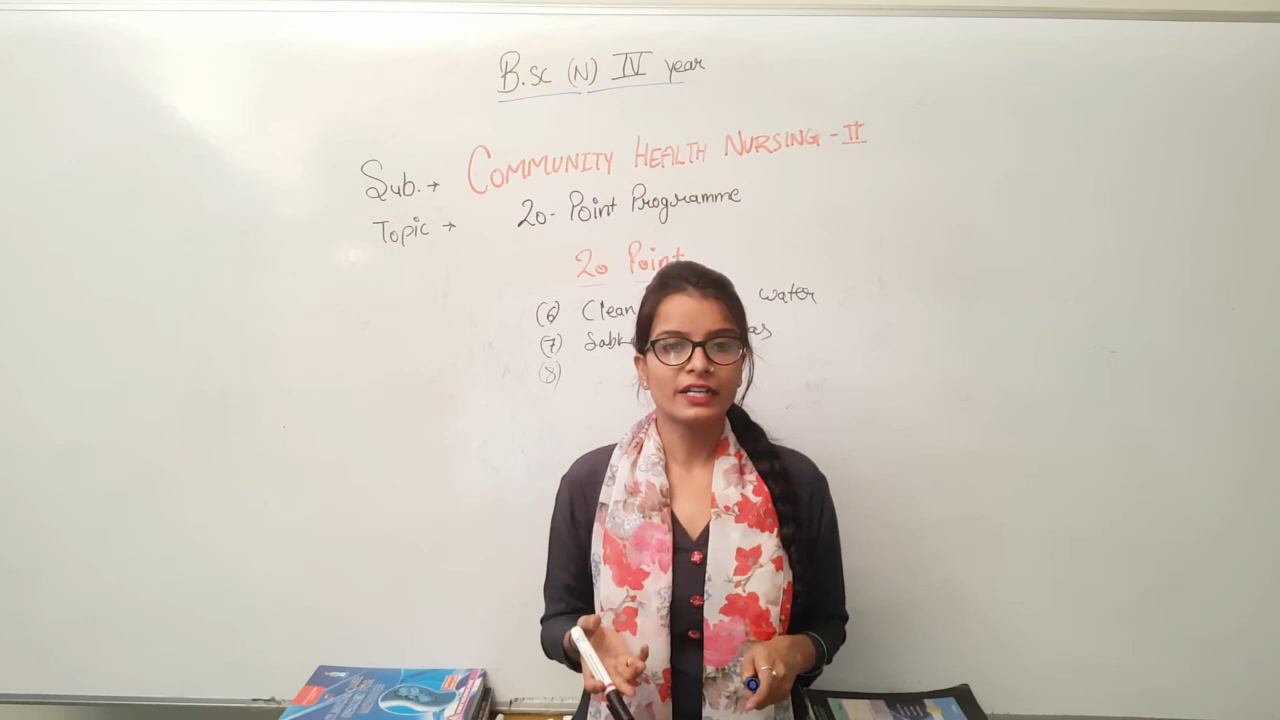 B.sc (N) IV year
Sub. → COMMUNITY HEALTH NURSING - II
Topic → 20- Point Programme
20 Point
(6) Clean water
(7)
(8)